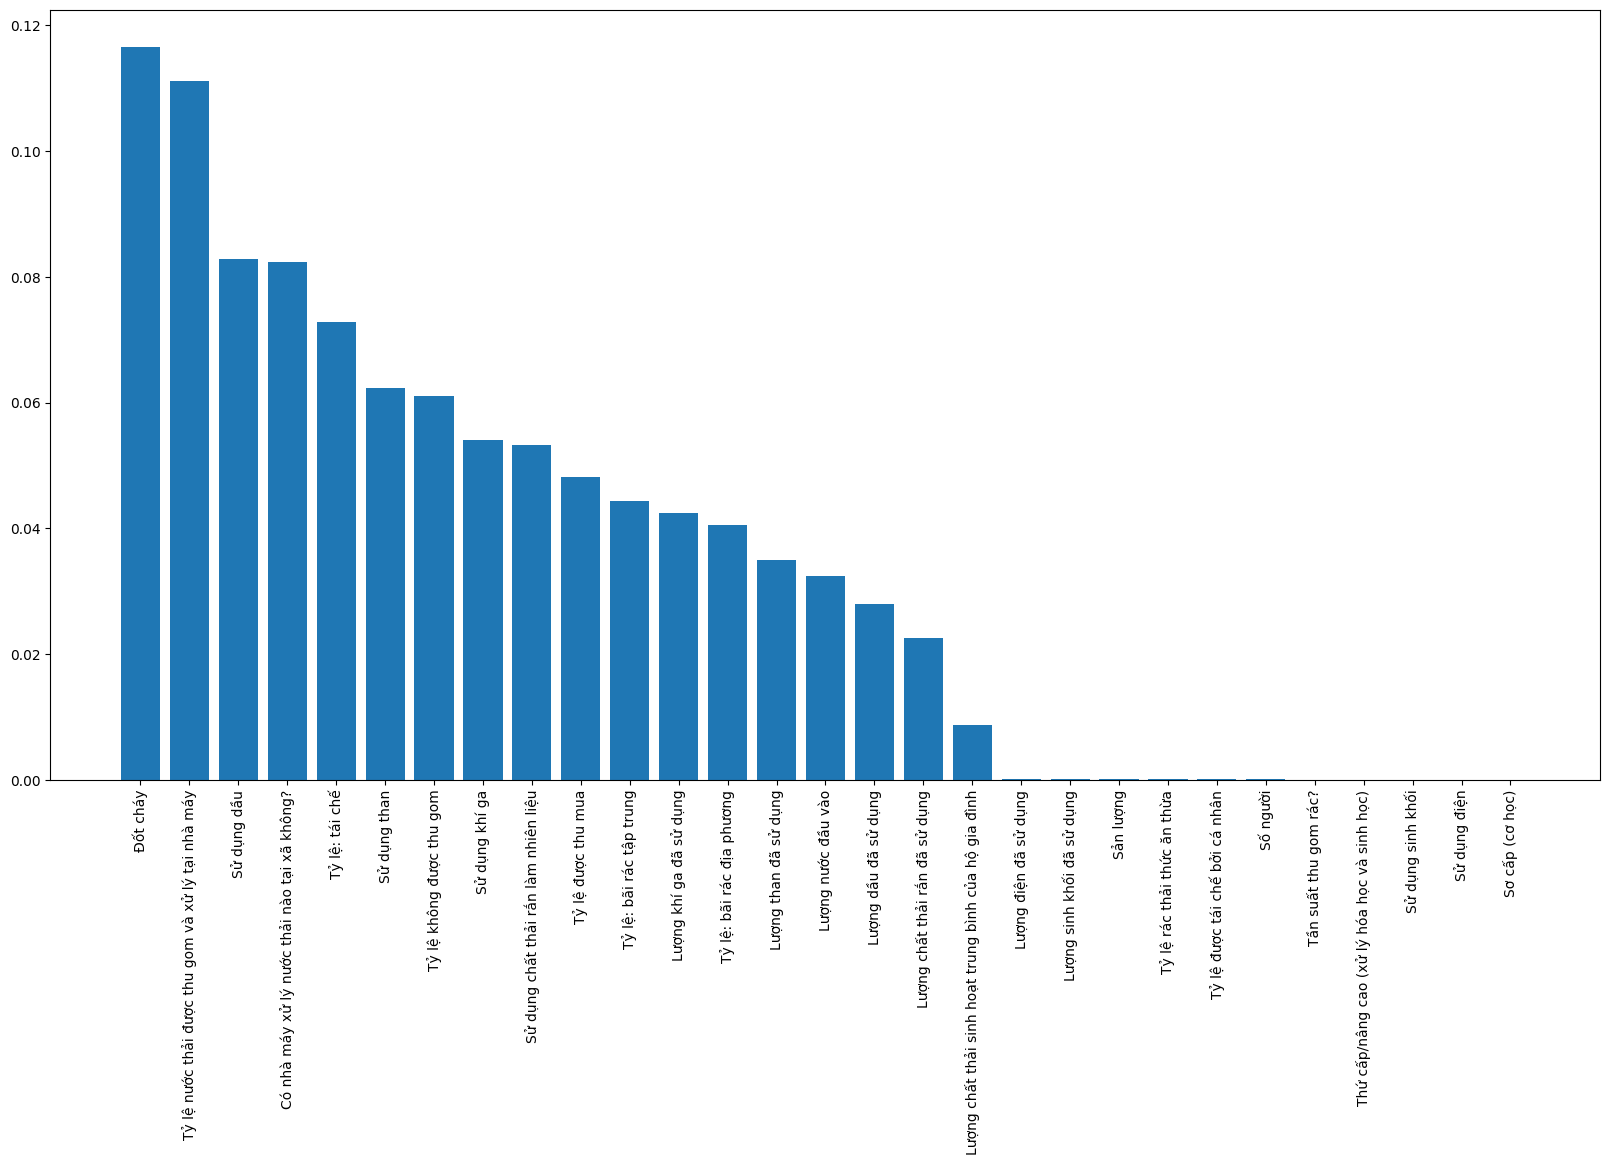 0.12
0.10
0.08
0.06
0.04
0.02
0.00
Đốt cháy
Tỷ lệ nước thải được thu gom và xử lý tại nhà máy
Sử dụng dầu
Có nhà máy xử lý nước thải nào tại xã không?
Tỷ lệ: tái chế
Sử dụng than
Tỷ lệ không được thu gom
Sử dụng khí ga
Sử dụng chất thải rắn làm nhiên liệu
Tỷ lệ được thu mua
Tỷ lệ: bãi rác tập trung
Lượng khí ga đã sử dụng
Tỷ lệ: bãi rác địa phương
Lượng than đã sử dụng
Lượng nước đầu vào
Lượng dầu đã sử dụng
Lượng chất thải rắn đã sử dụng
Lượng chất thải sinh hoạt trung bình của hộ gia đình
Lượng điện đã sử dụng
Lượng sinh khối đã sử dụng
Sản lượng
Tỷ lệ rác thải thức ăn thừa
Tỷ lệ được tái chế bởi cá nhân
Số người
Tần suất thu gom rác?
Thứ cấp/nâng cao (xử lý hóa học và sinh học)
Sử dụng sinh khối
Sử dụng điện
Sơ cấp (cơ học)